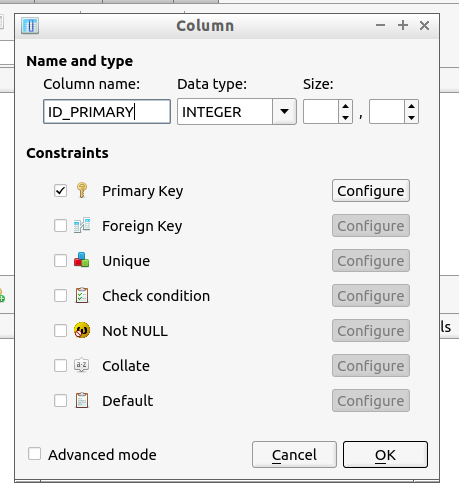 Column
Name and type
Column name: Data type: Size:
ID_PRIMARY INTEGER ,
Constraints
Primary Key Configure
Foreign Key Configure
Unique Configure
Check condition Configure
Not NULL Configure
ls
a-z Collate Configure
Default Configure
Advanced mode Cancel OK